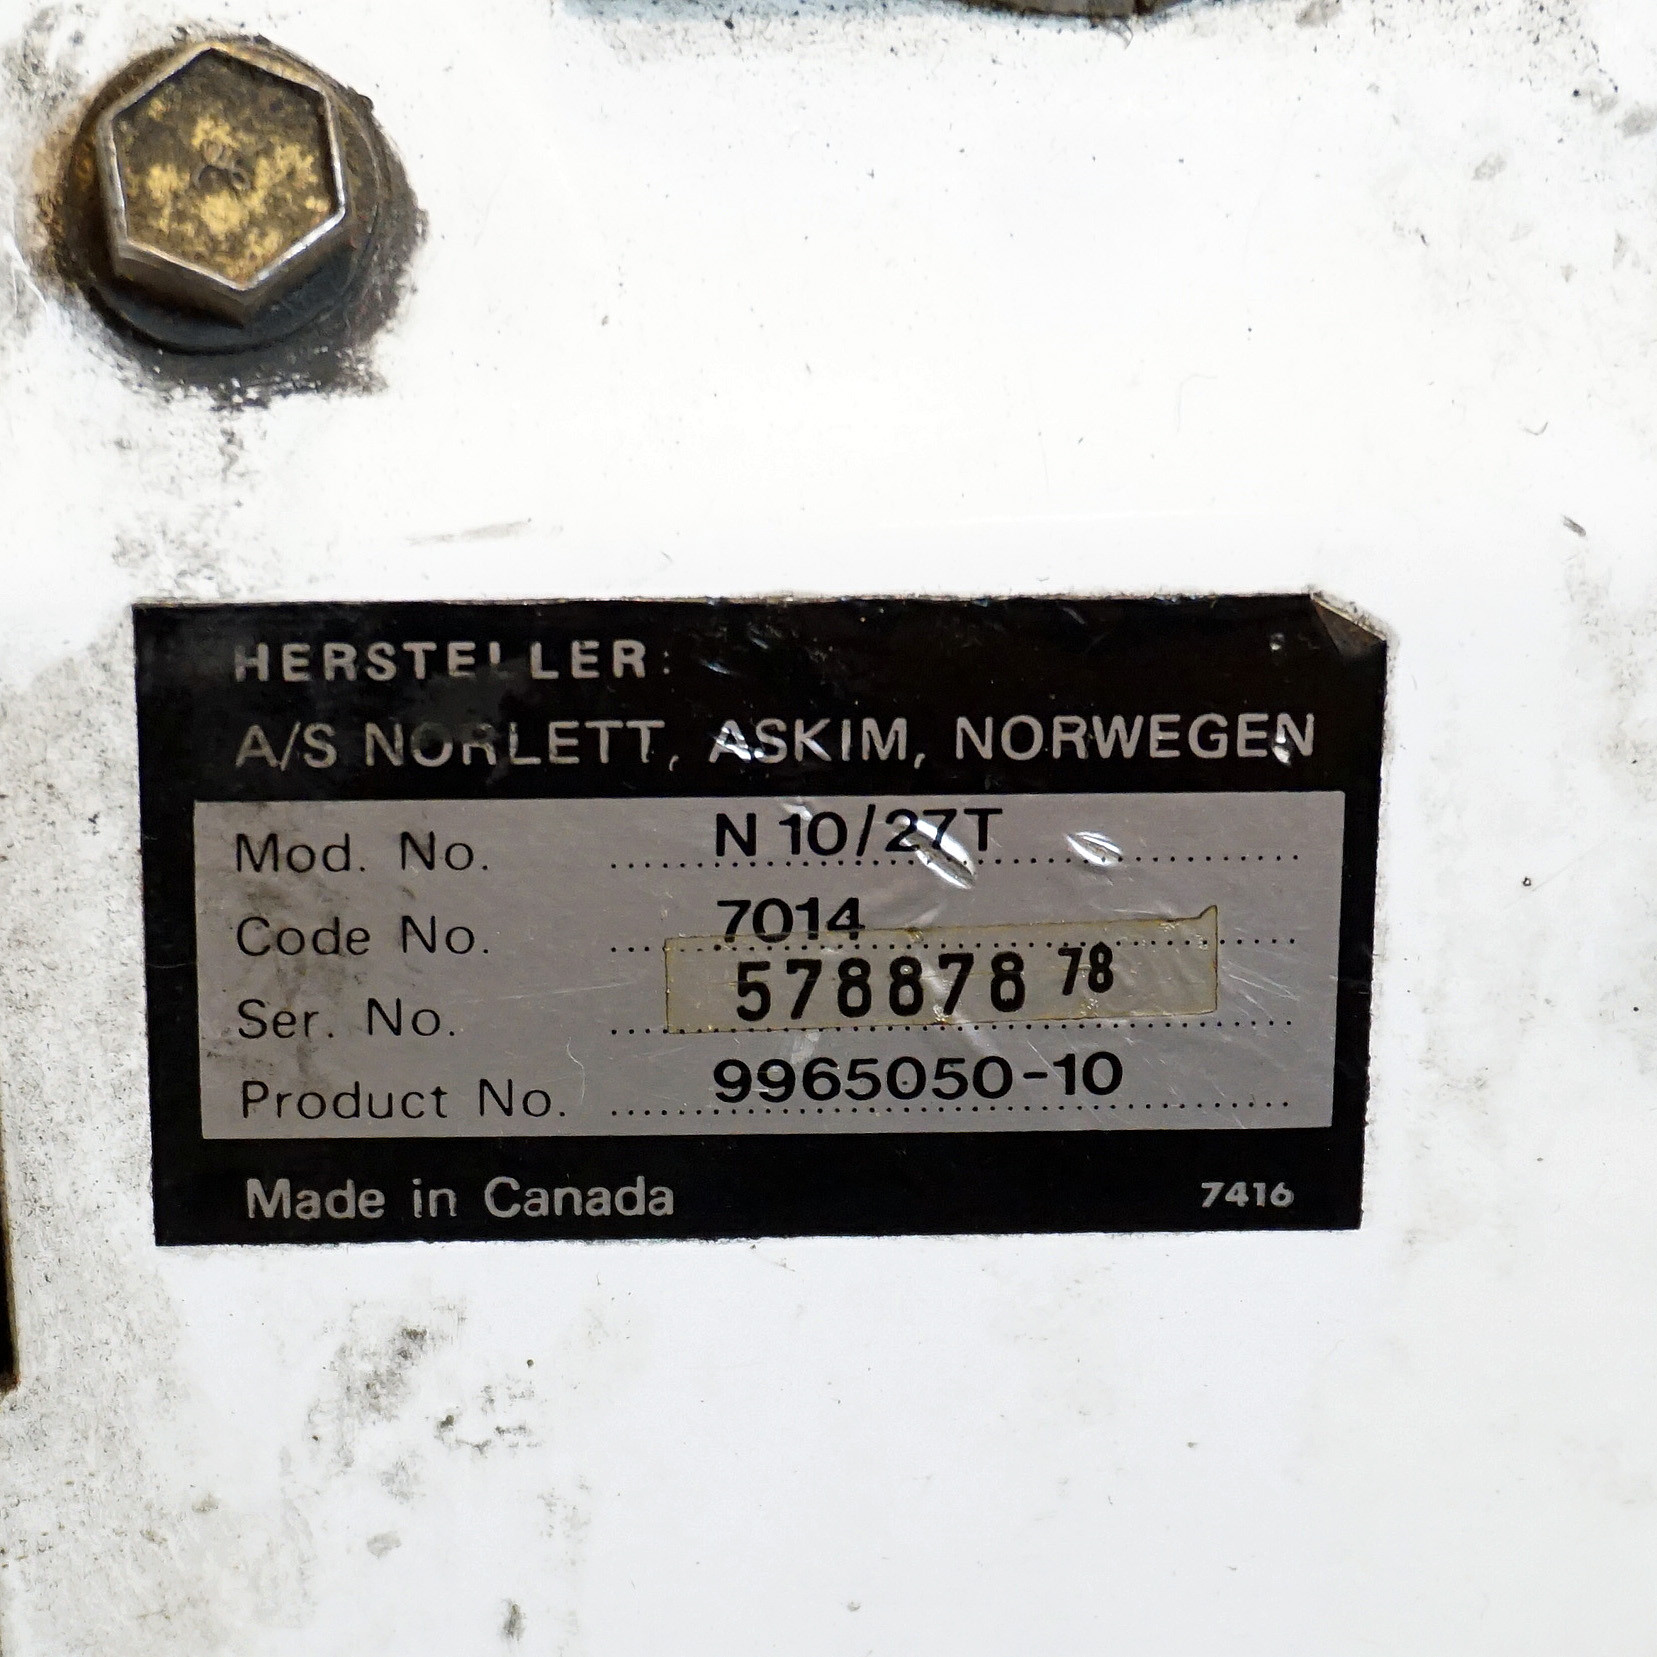 HERSTELLER:
A/S NORLETT, ASKIM, NORWEGEN
Mod. No. N 10/27T
Code No. 7014
Ser. No. 578878 78
Product No. 9965050-10
Made in Canada 7416